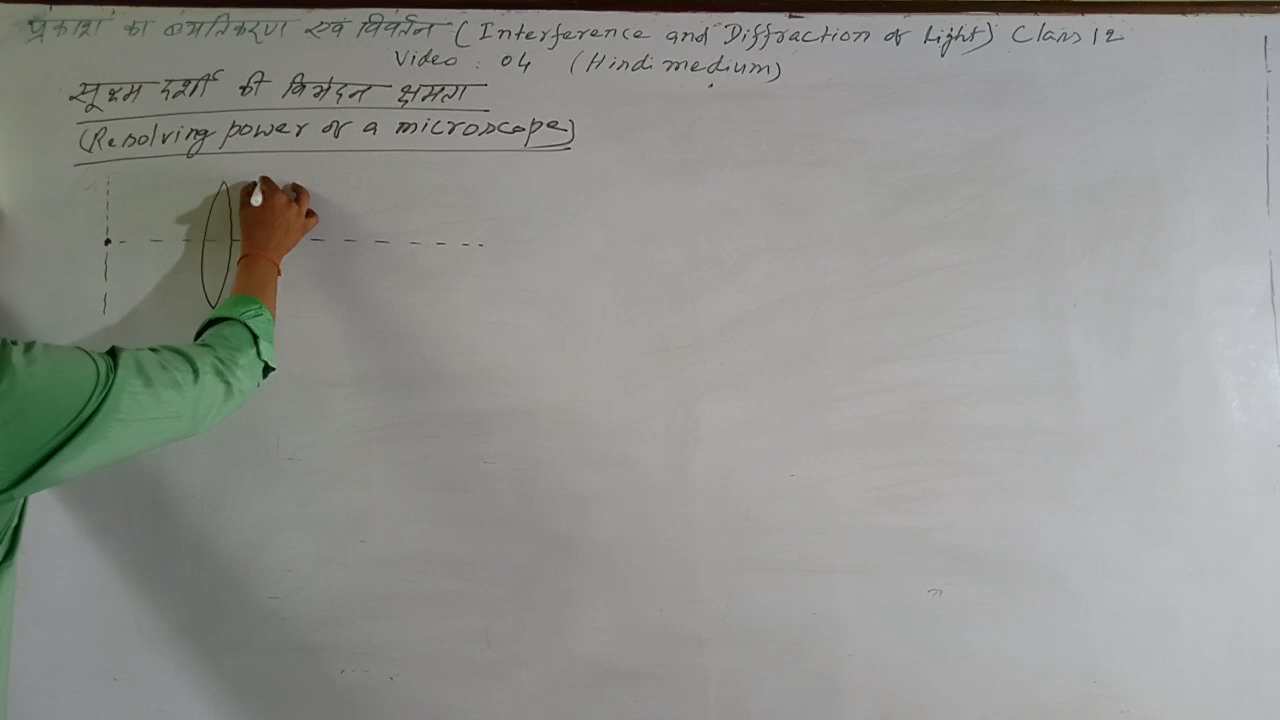 प्रकाश का व्यतिकरण एवं विवर्तन (Interference and Diffraction of Light) Class 12
Video : 04 (Hindi medium)
सूक्ष्म दर्शी की विभेदन क्षमता
(Resolving power of a microscope)